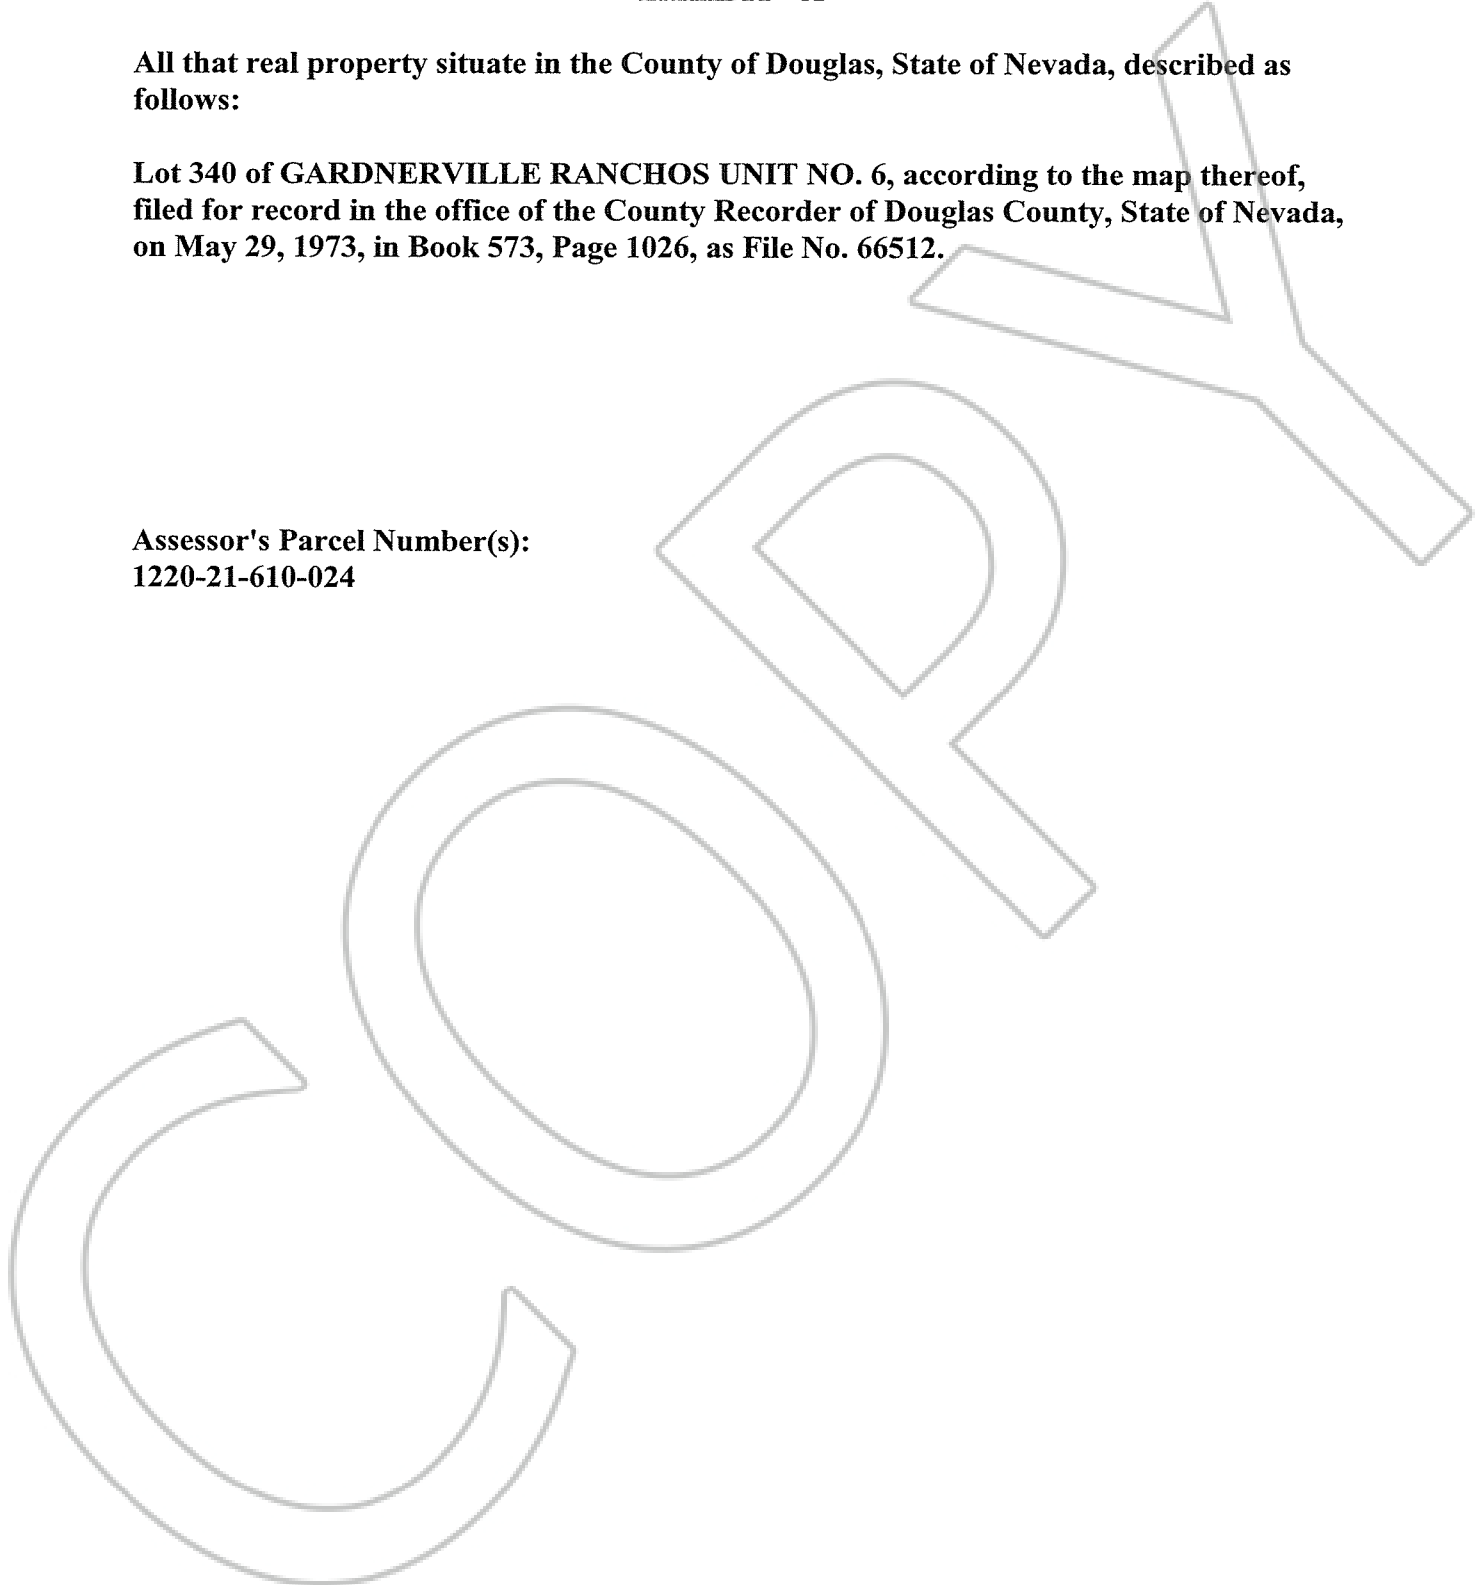 All that real property situate in the County of Douglas, State of Nevada, described as
follows:
Lot 340 of GARDNERVILLE RANCHOS UNIT NO. 6, according to the map thereof,
filed for record in the office of the County Recorder of Douglas County, State of Nevada,
on May 29, 1973, in Book 573, Page 1026, as File No. 66512.
Assessor's Parcel Number(s):
1220-21-610-024
COPY